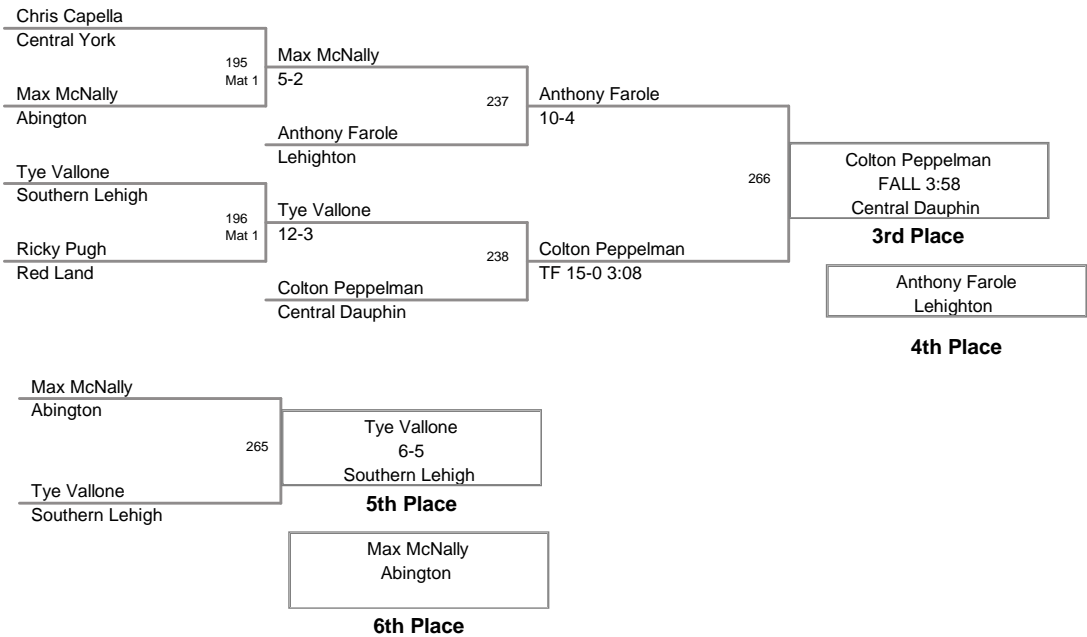 Chris Capella
Central York
195
Mat 1
Max McNally
5-2
Max McNally
Abington
237
Anthony Farole
10-4
Anthony Farole
Lehighton
Tye Vallone
Southern Lehigh
196
Mat 1
Tye Vallone
12-3
Ricky Pugh
Red Land
238
Colton Peppelman
TF 15-0 3:08
Colton Peppelman
Central Dauphin
266
Colton Peppelman
FALL 3:58
Central Dauphin
3rd Place
Anthony Farole
Lehighton
4th Place
Max McNally
Abington
265
Tye Vallone
Southern Lehigh
Tye Vallone
6-5
Southern Lehigh
5th Place
Max McNally
Abington
6th Place